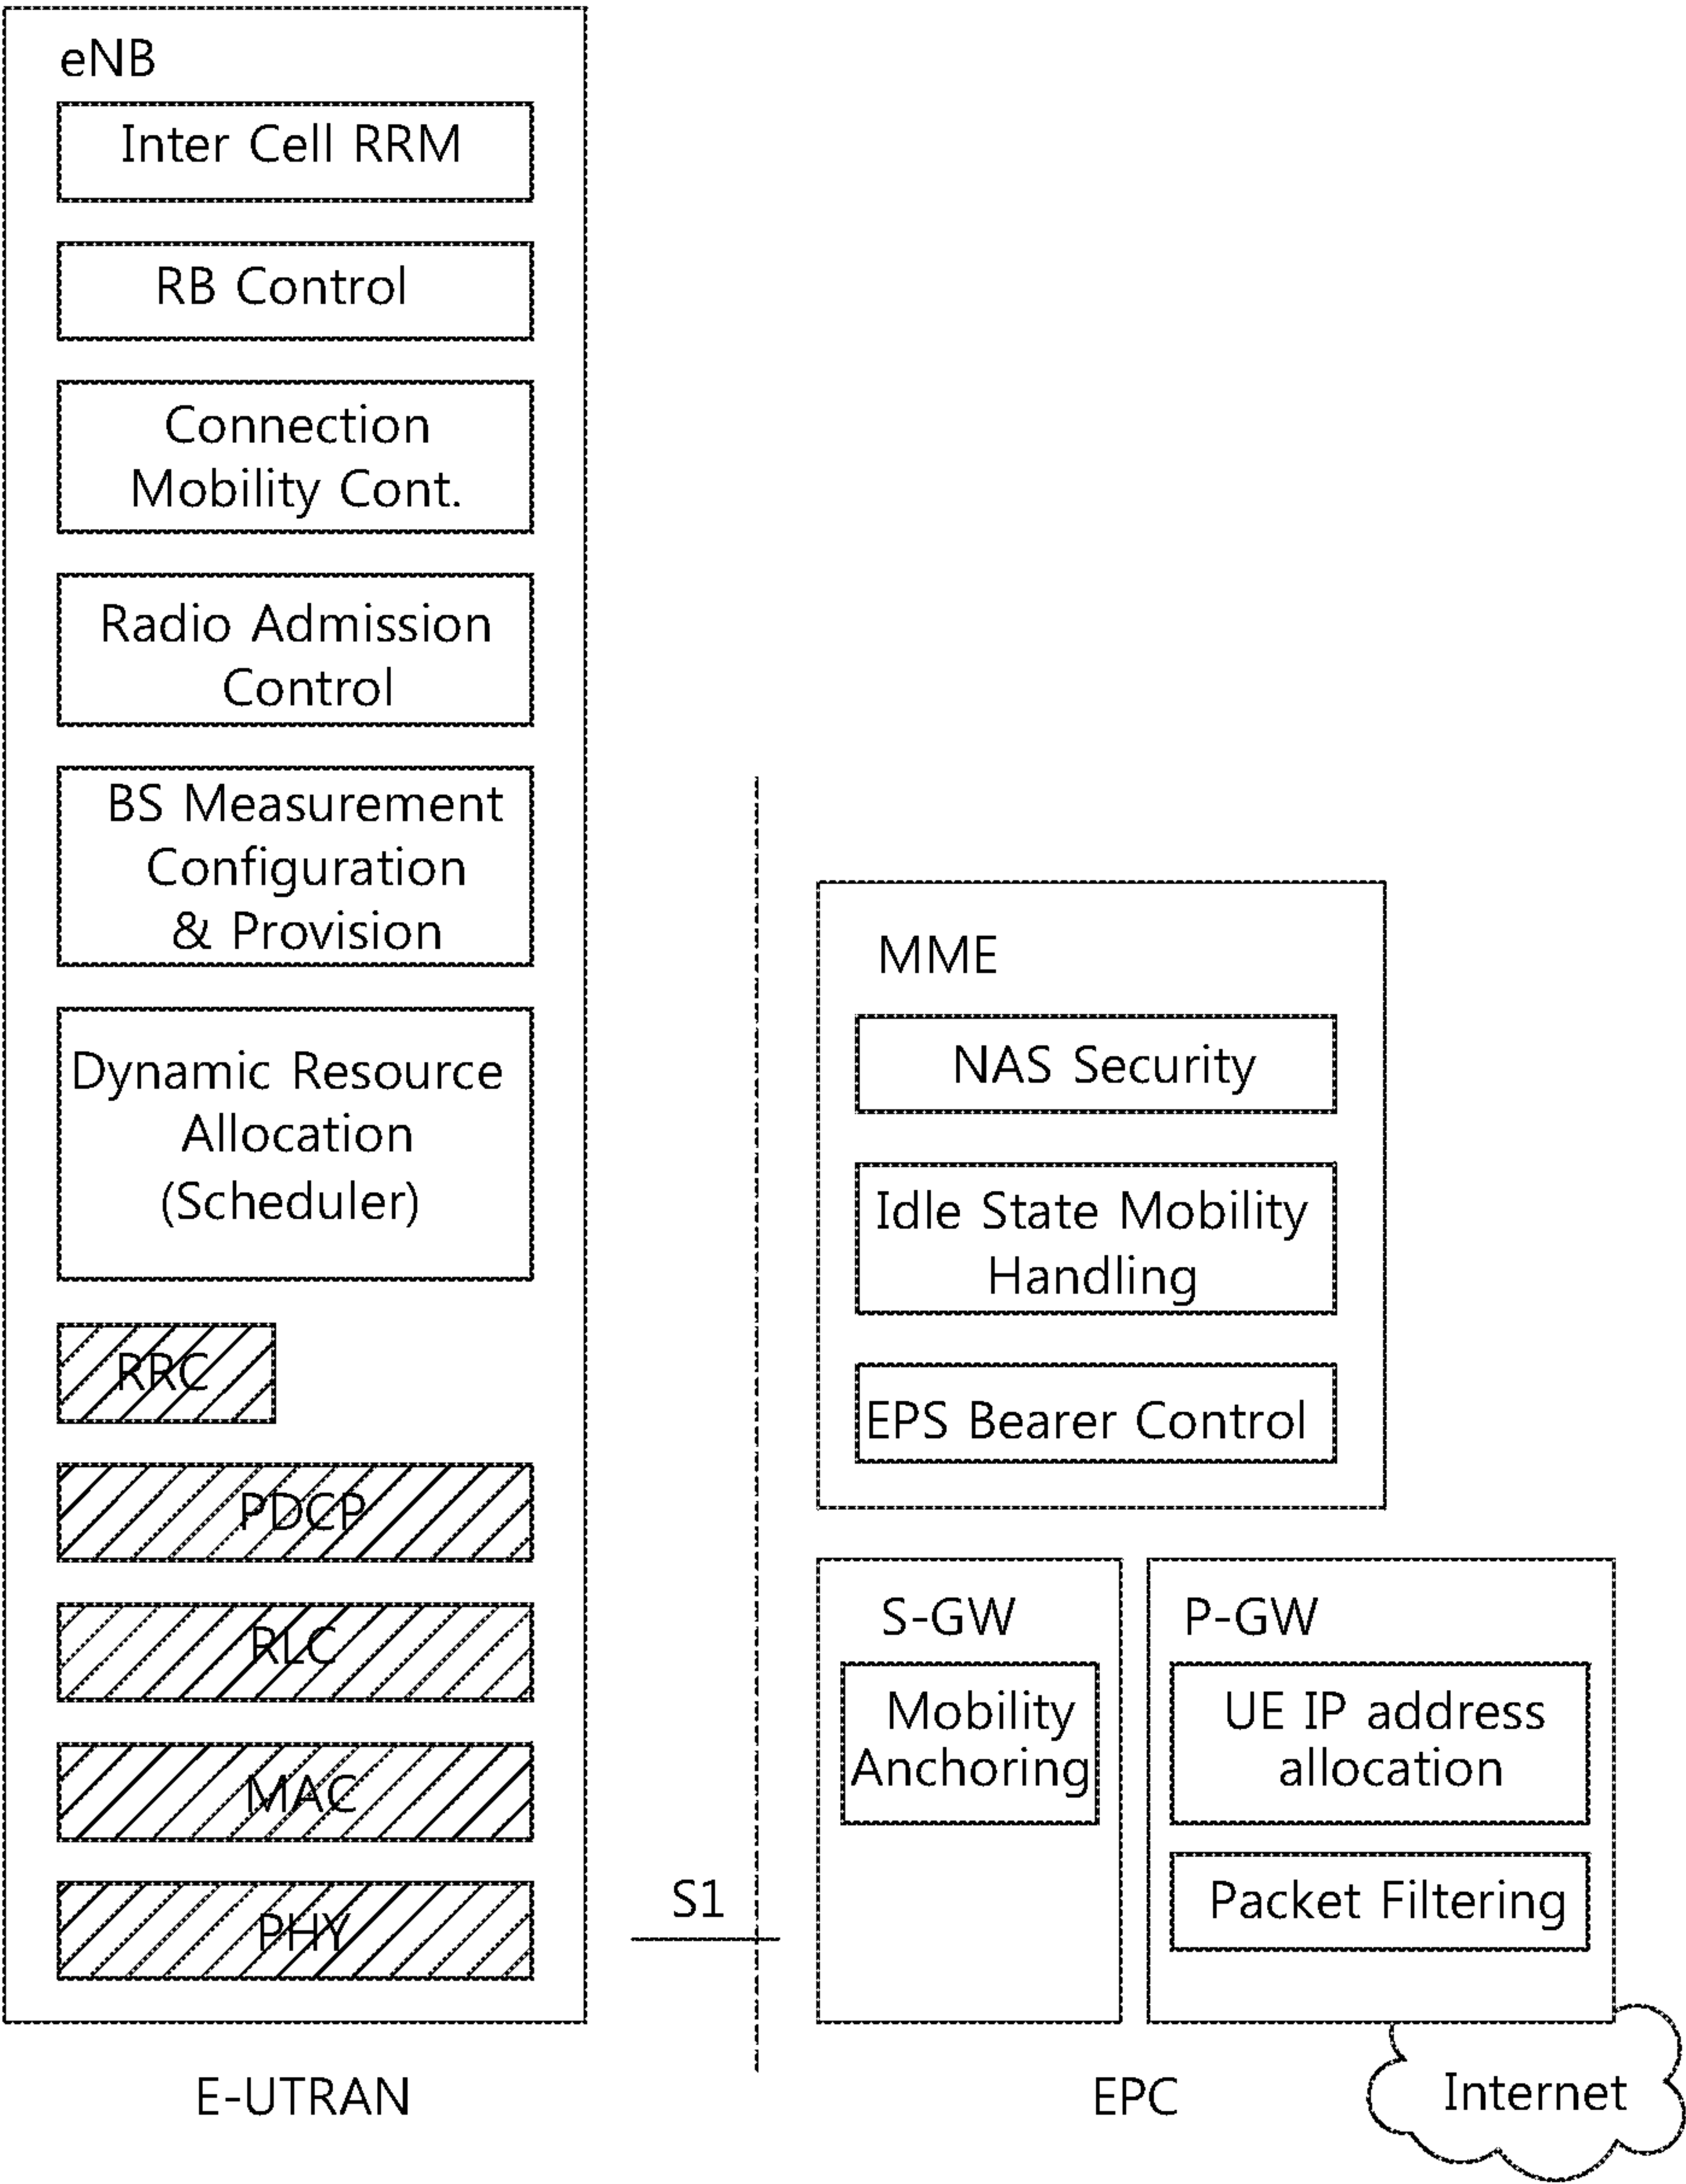 eNB
Inter Cell RRM
RB Control
Connection
Mobility Cont.
Radio Admission
Control
BS Measurement
Configuration
& Provision
Dynamic Resource
Allocation
(Scheduler)
RRC
PDCP
RLC
MAC
PHY
S1
MME
NAS Security
Idle State Mobility
Handling
EPS Bearer Control
S-GW
Mobility
Anchoring
P-GW
UE IP address
allocation
Packet Filtering
E-UTRAN
EPC
Internet